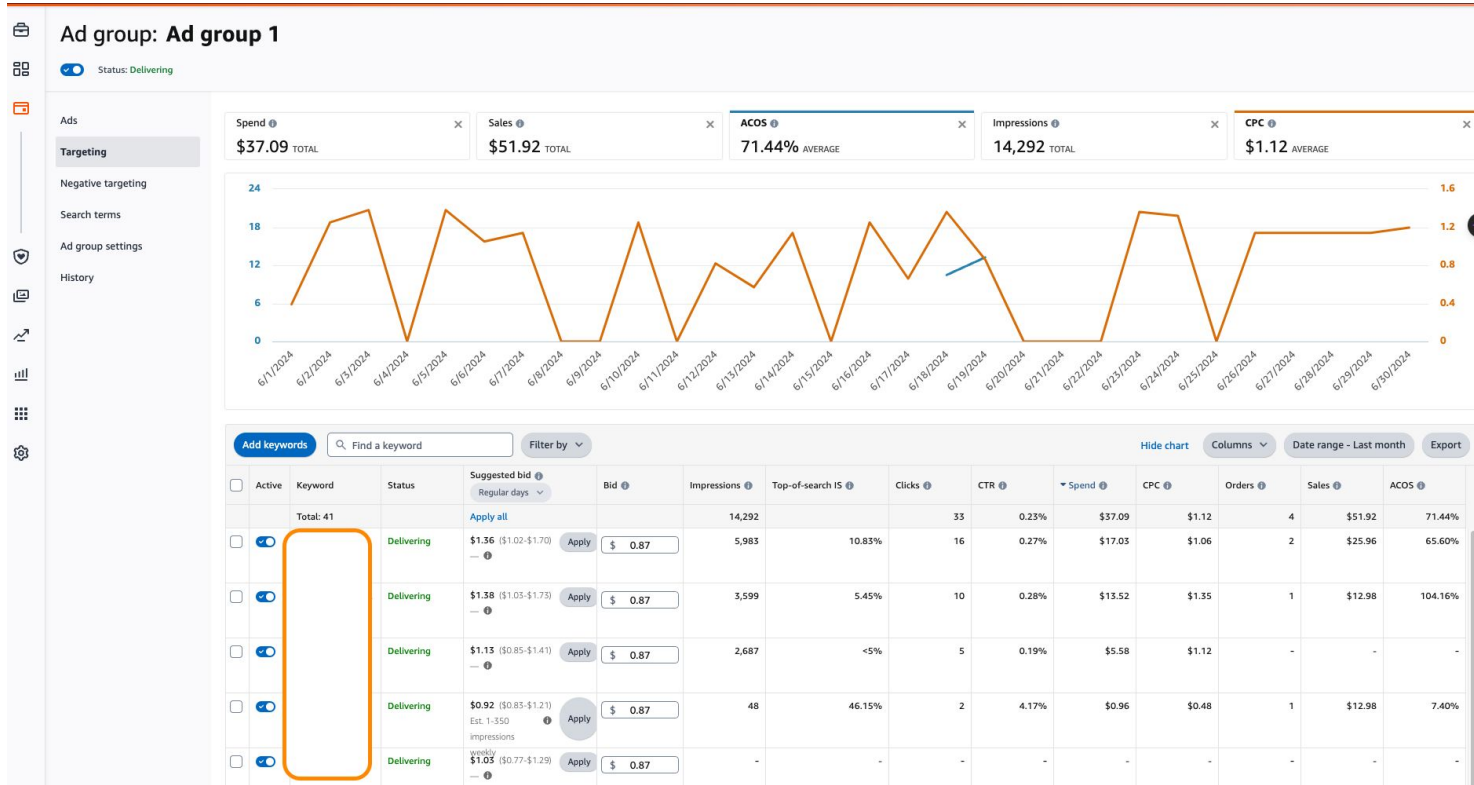 Ad group: Ad group 1
Status: Delivering
Ads
Targeting
Negative targeting
Search terms
Ad group settings
History
Spend
$37.09 TOTAL
Sales
$51.92 TOTAL
ACOS
71.44% AVERAGE
Impressions
14,292 TOTAL
CPC
$1.12 AVERAGE
24 1.6
18 1.2
12 0.8
6 0.4
0 0
6/1/2024 6/2/2024 6/3/2024 6/4/2024 6/5/2024 6/6/2024 6/7/2024 6/8/2024 6/9/2024 6/10/2024 6/11/2024 6/12/2024 6/13/2024 6/14/2024 6/15/2024 6/16/2024 6/17/2024 6/18/2024 6/19/2024 6/20/2024 6/21/2024 6/22/2024 6/23/2024 6/24/2024 6/25/2024 6/26/2024 6/27/2024 6/28/2024 6/29/2024 6/30/2024
Add keywords Find a keyword Filter by Hide chart Columns Date range - Last month Export
Active Keyword Status Suggested bid Regular days Bid Impressions Top-of-search IS Clicks CTR Spend CPC Orders Sales ACOS
Total: 41 Apply all 14,292 33 0.23% $37.09 $1.12 4 $51.92 71.44%
Delivering $1.36 ($1.02-$1.70) Apply $ 0.87 5,983 10.83% 16 0.27% $17.03 $1.06 2 $25.96 65.60%
—
Delivering $1.38 ($1.03-$1.73) Apply $ 0.87 3,599 5.45% 10 0.28% $13.52 $1.35 1 $12.98 104.16%
—
Delivering $1.13 ($0.85-$1.41) Apply $ 0.87 2,687 <5% 5 0.19% $5.58 $1.12 - - -
—
Delivering $0.92 ($0.83-$1.21) Apply $ 0.87 48 46.15% 2 4.17% $0.96 $0.48 1 $12.98 7.40%
Est. 1-350
impressions
weekly
Delivering $1.03 ($0.77-$1.29) Apply $ 0.87 - - - - - - - - -
—